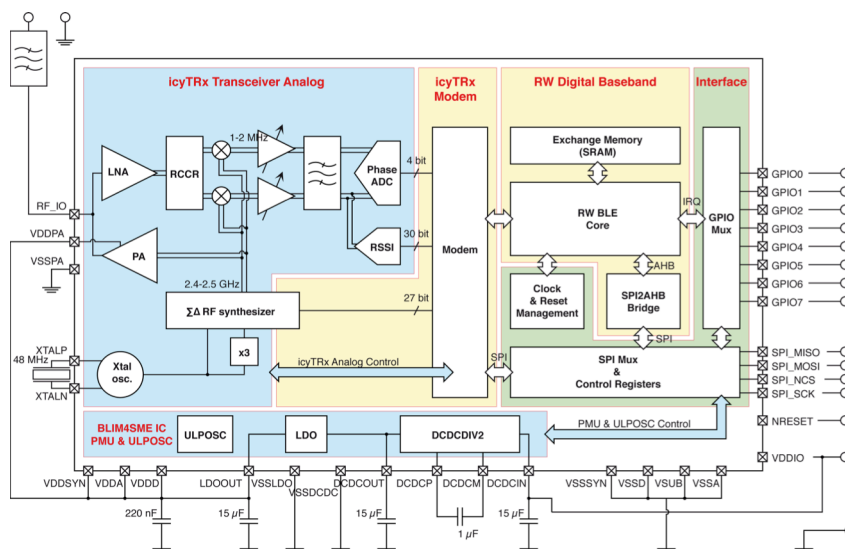 icyTRx Transceiver Analog
icyTRx
Modem
RW Digital Baseband
Interface
1-2 MHz
Exchange Memory
(SRAM)
LNA
RCCR
Phase
ADC
4 bit
GPIO0
GPIO1
IRQ
RW BLE
Core
GPIO
Mux
GPIO2
RF_IO
GPIO3
VDDPA
PA
RSSI
30 bit
Modem
GPIO4
VSSPA
AHB
GPIO5
2.4-2.5 GHz
Clock
& Reset
Management
SPI2AHB
Bridge
GPIO6
27 bit
GPIO7
ΣΔ RF synthesizer
SPI
XTALP
x3
SPI_MISO
48 MHz
Xtal
osc.
icyTRx Analog Control
SPI
SPI Mux
&
Control Registers
SPI_MOSI
SPI_NCS
XTALN
SPI_SCK
BLIM4SME IC
PMU & ULPOSC
ULPOSC
LDO
DCDCDIV2
PMU & ULPOSC Control
NRESET
VDDIO
VDDSYN
VDDA
VDDD
LDOOUT
VSSLDO
VSSDCDC
DCDCOUT
DCDCP
DCDCM
DCDCIN
VSSSYN
VSSD
VSUB
VSSA
220 nF
15 µF
15 µF
1 µF
15 µF